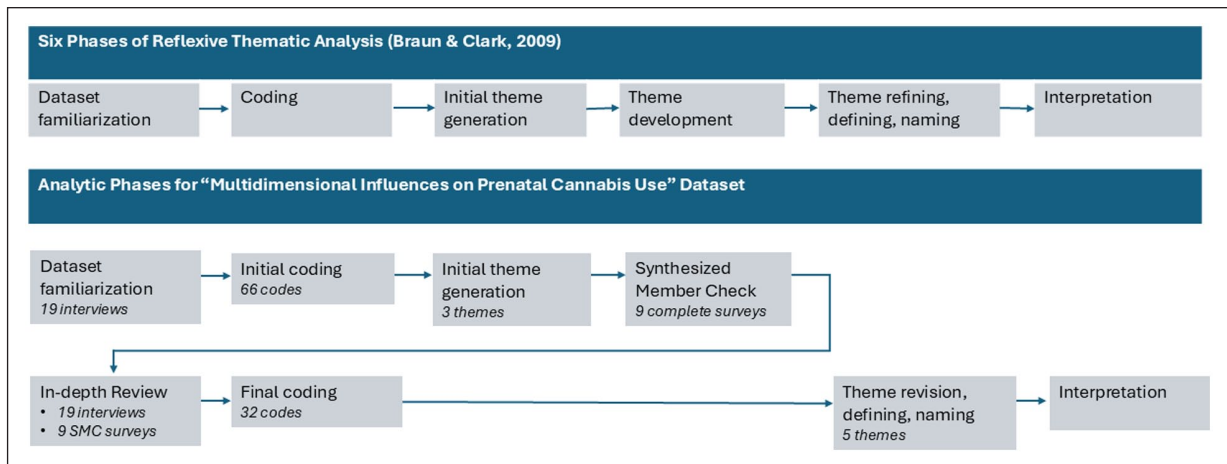 Six Phases of Reflexive Thematic Analysis (Braun & Clark, 2009)
Dataset
familiarization
Coding
Initial theme
generation
Theme
development
Theme refining,
defining, naming
Interpretation
Analytic Phases for “Multidimensional Influences on Prenatal Cannabis Use” Dataset
Dataset
familiarization
19 interviews
Initial coding
66 codes
Initial theme
generation
3 themes
Synthesized
Member Check
9 complete surveys
In-depth Review
• 19 interviews
• 9 SMC surveys
Final coding
32 codes
Theme revision,
defining, naming
5 themes
Interpretation